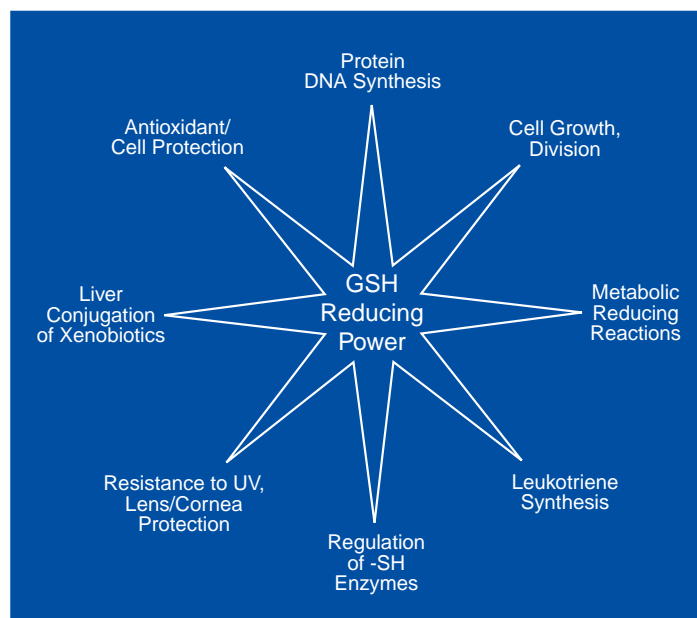 Protein
DNA Synthesis
Antioxidant/
Cell Protection
Cell Growth,
Division
GSH
Reducing
Power
Liver
Conjugation
of Xenobiotics
Metabolic
Reducing
Reactions
Resistance to UV,
Lens/Cornea
Protection
Leukotriene
Synthesis
Regulation
of -SH
Enzymes